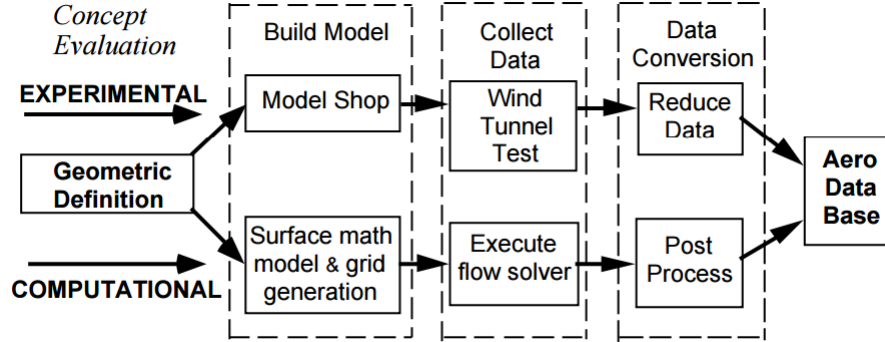 Concept
Evaluation
Build Model
Collect
Data
Data
Conversion
EXPERIMENTAL
Model Shop
Wind
Tunnel
Test
Reduce
Data
Geometric
Definition
Aero
Data
Base
Surface math
model & grid
generation
Execute
flow solver
Post
Process
COMPUTATIONAL